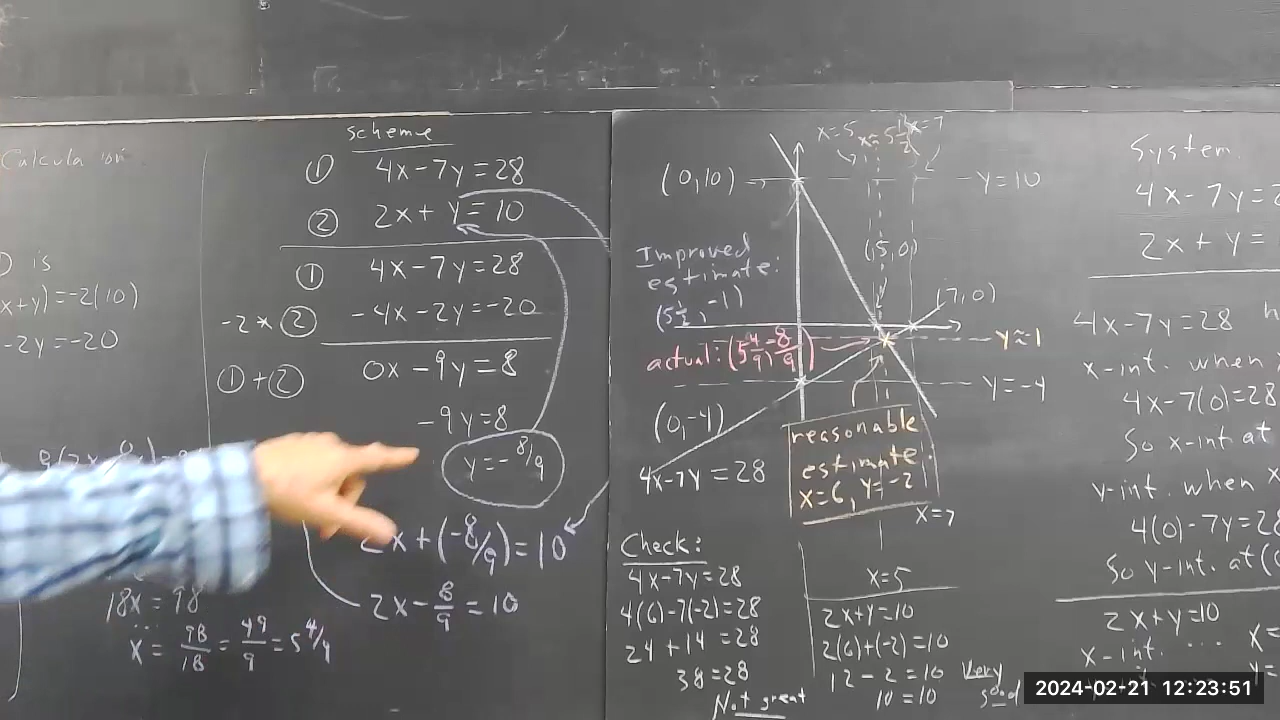 Calculation
is
x+y)=-2(10)
-2y=-20
18x = 98
x = 98/18 = 49/9 = 5 4/9
scheme
① 4x-7y=28
② 2x+y=10
① 4x-7y=28
-2*② -4x-2y=-20
①+② 0x-9y=8
-9y=8
y=-8/9
2x+(-8/9)=10
2x-8/9=10
x=5 x≈5½ x=7
(0,10) → y=10
Improved
estimate:
(5½,-1)
(5,0)
(7,0)
actual: (5 4/9, -8/9)
y≈-1
y=-4
(0,-4)
4x-7y=28
reasonable
estimate:
x=6, y=-2
x=7
x=5
Check:
4x-7y=28
4(6)-7(-2)=28
24+14=28
38=28
Not great
2x+y=10
2(6)+(-2)=10
12-2=10
10=10
Very
good
System
4x-7y=2
2x+y=
4x-7y=28
x-int. when
4x-7(0)=28
So x-int at
y-int. when x
4(0)-7y=28
So y-int. at (
2x+y=10
x-int. ...
x=
y=
2024-02-21 12:23:51